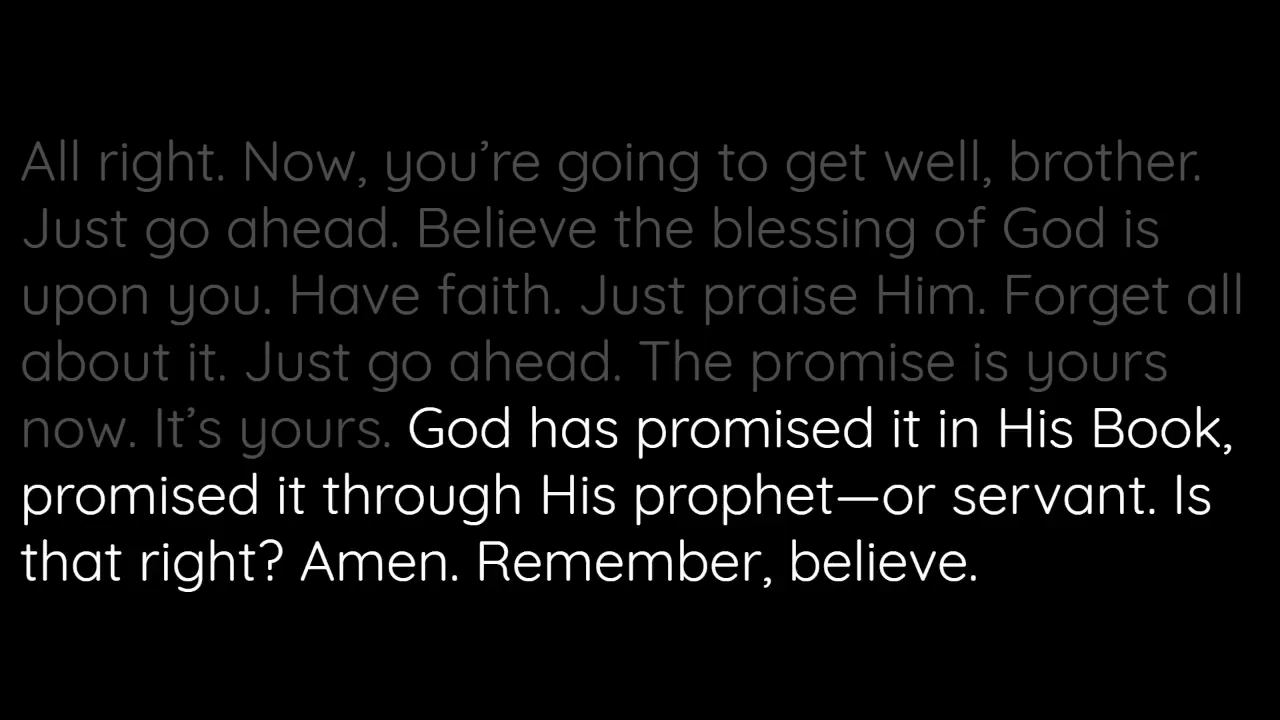 All right. Now, you’re going to get well, brother.
Just go ahead. Believe the blessing of God is
upon you. Have faith. Just praise Him. Forget all
about it. Just go ahead. The promise is yours
now. It’s yours. God has promised it in His Book,
promised it through His prophet—or servant. Is
that right? Amen. Remember, believe.